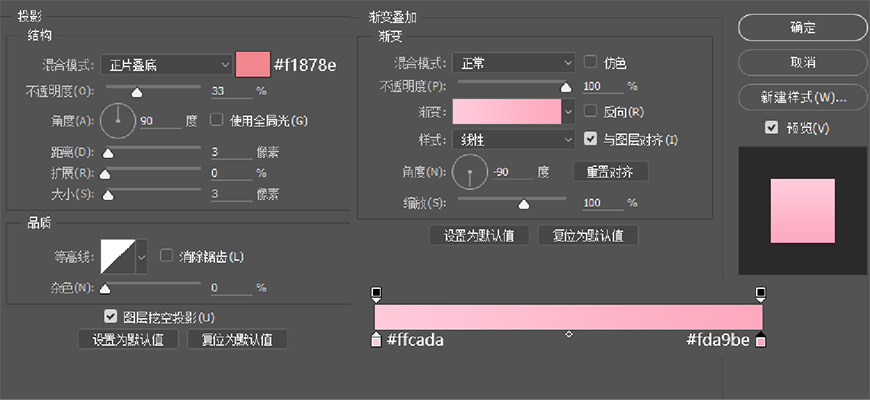 投影
结构
混合模式: 正片叠底 #f1878e
不透明度(O): 33 %
角度(A): 90 度 使用全局光(G)
距离(D): 3 像素
扩展(R): 0 %
大小(S): 3 像素
品质
等高线: 消除锯齿(L)
杂色(N): 0 %
图层挖空投影(U)
设置为默认值 复位为默认值
渐变叠加
渐变
混合模式: 正常 仿色
不透明度(P): 100 %
渐变: 反向(R)
样式: 线性 与图层对齐(I)
角度(N): -90 度 重置对齐
缩放(S): 100 %
设置为默认值 复位为默认值
#ffcada #fda9be
确定
取消
新建样式(W)...
预览(V)